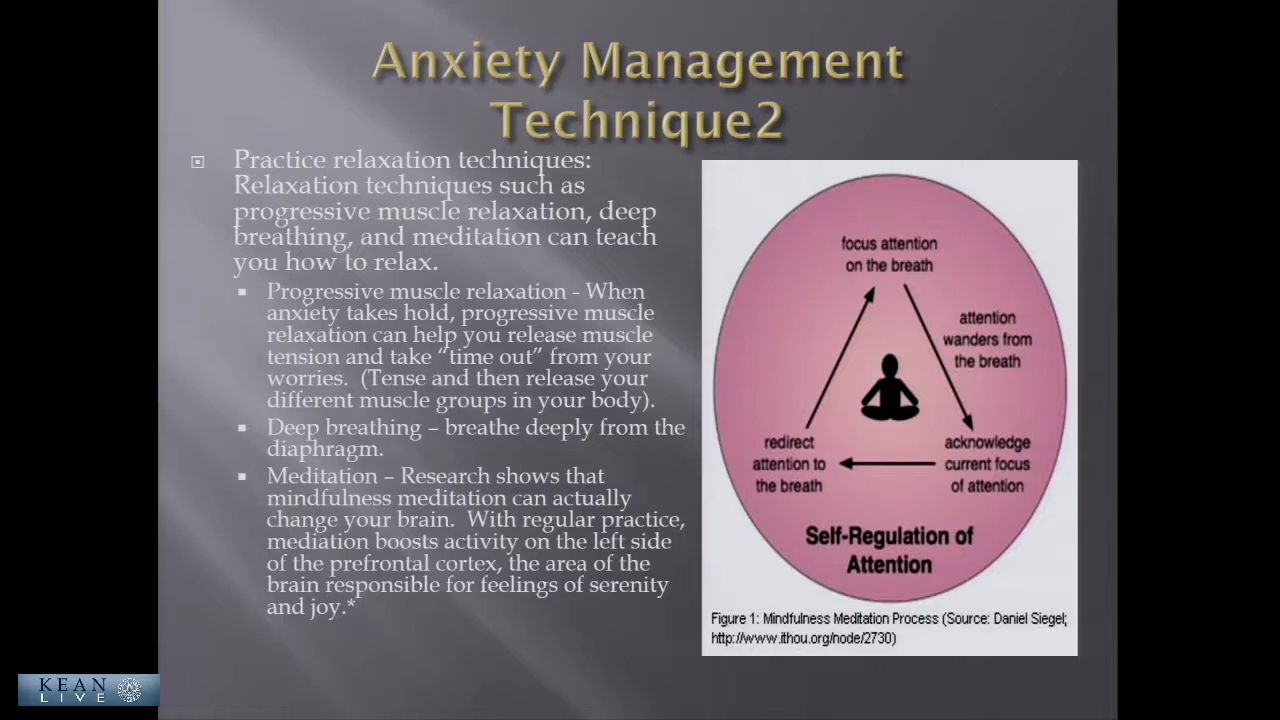 Anxiety Management
Technique2
Practice relaxation techniques:
Relaxation techniques such as
progressive muscle relaxation, deep
breathing, and meditation can teach
you how to relax.
Progressive muscle relaxation - When
anxiety takes hold, progressive muscle
relaxation can help you release muscle
tension and take “time out” from your
worries.  (Tense and then release your
different muscle groups in your body).
Deep breathing – breathe deeply from the
diaphragm.
Meditation – Research shows that
mindfulness meditation can actually
change your brain.  With regular practice,
mediation boosts activity on the left side
of the prefrontal cortex, the area of the
brain responsible for feelings of serenity
and joy.*
focus attention
on the breath
attention
wanders from
the breath
acknowledge
current focus
of attention
redirect
attention to
the breath
Self-Regulation of
Attention
Figure 1: Mindfulness Meditation Process (Source: Daniel Siegel;
http://www.ithou.org/node/2730)
KEAN
LIVE